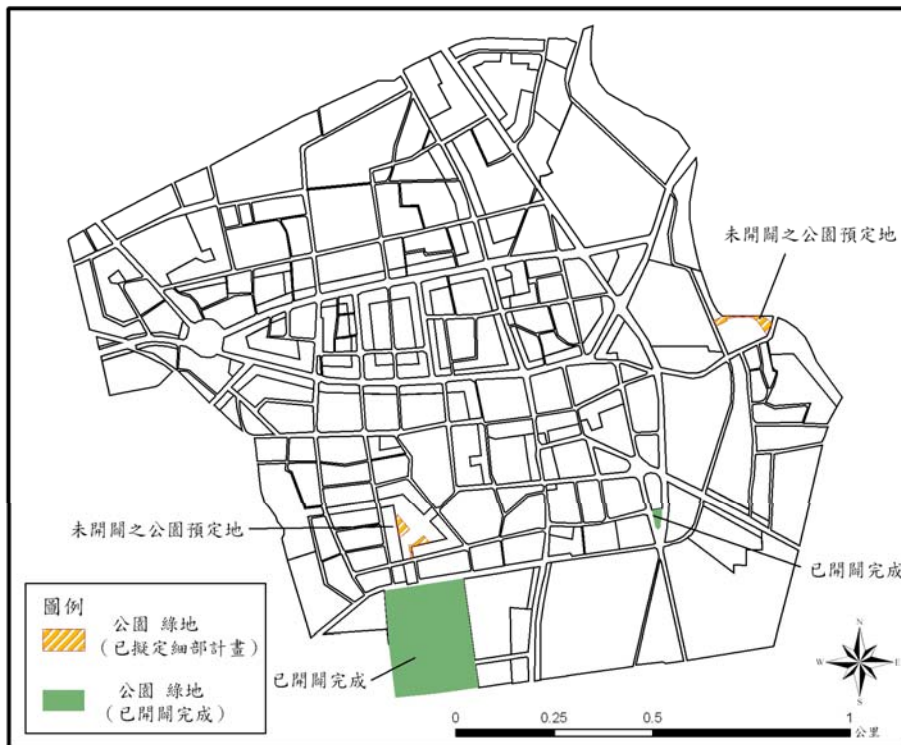 未開闢之公園預定地
未開闢之公園預定地
已開闢完成
已開闢完成
圖例
公園 綠地
(已擬定細部計畫)
公園 綠地
(已開闢完成)
N
W
E
S
0
0.25
0.5
1
公里